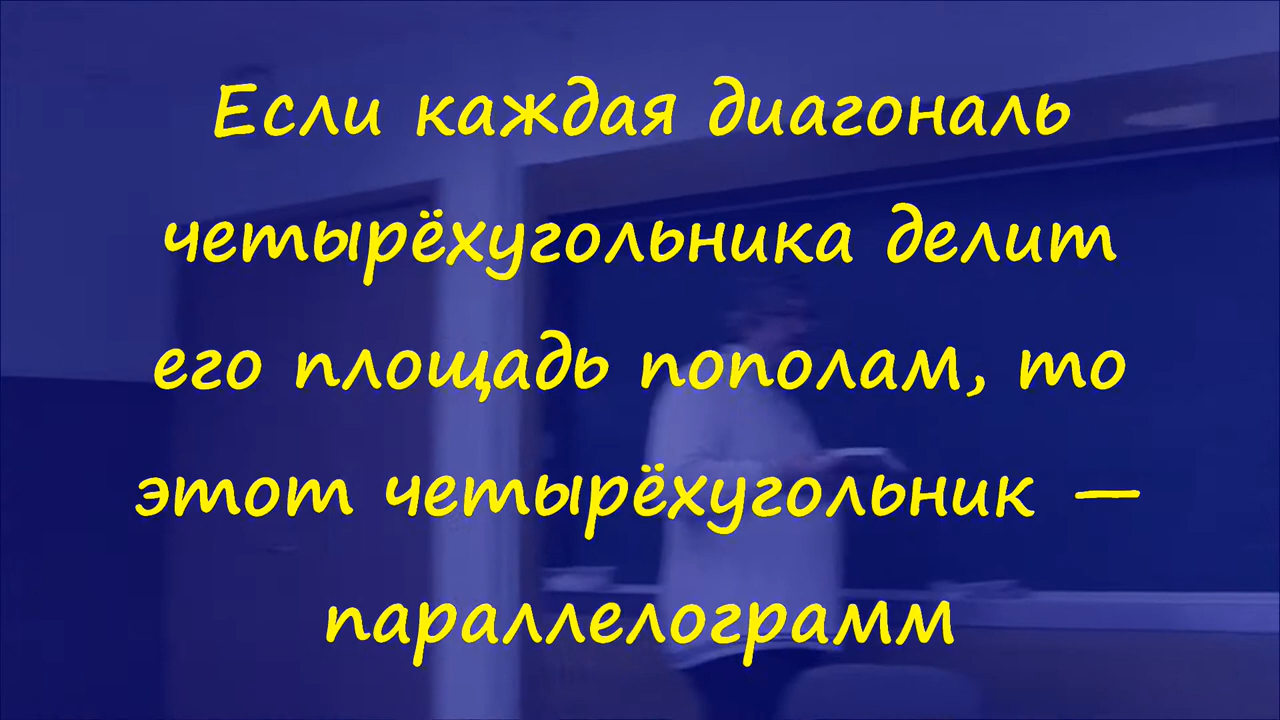 Если каждая диагональ
четырёхугольника делит
его площадь пополам, то
этот четырёхугольник —
параллелограмм